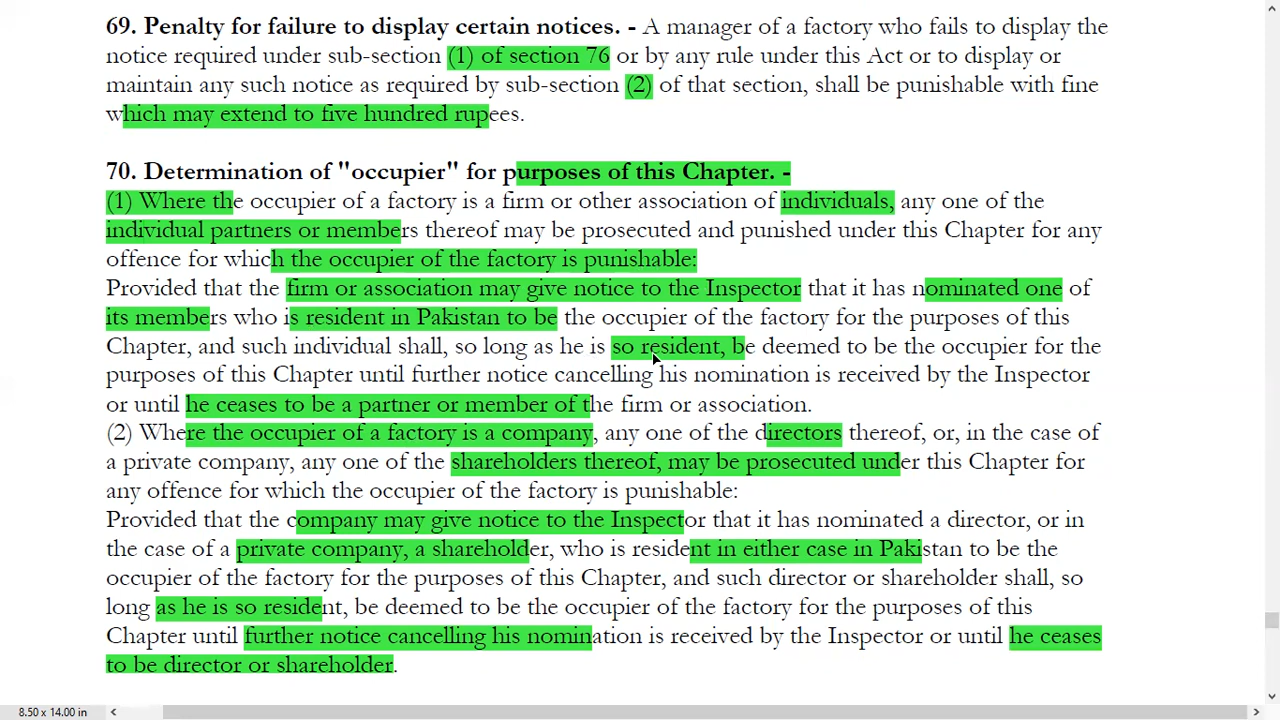 69. Penalty for failure to display certain notices. - A manager of a factory who fails to display the
notice required under sub-section (1) of section 76 or by any rule under this Act or to display or
maintain any such notice as required by sub-section (2) of that section, shall be punishable with fine
which may extend to five hundred rupees.
70. Determination of "occupier" for purposes of this Chapter. -
(1) Where the occupier of a factory is a firm or other association of individuals, any one of the
individual partners or members thereof may be prosecuted and punished under this Chapter for any
offence for which the occupier of the factory is punishable:
Provided that the firm or association may give notice to the Inspector that it has nominated one of
its members who is resident in Pakistan to be the occupier of the factory for the purposes of this
Chapter, and such individual shall, so long as he is so resident, be deemed to be the occupier for the
purposes of this Chapter until further notice cancelling his nomination is received by the Inspector
or until he ceases to be a partner or member of the firm or association.
(2) Where the occupier of a factory is a company, any one of the directors thereof, or, in the case of
a private company, any one of the shareholders thereof, may be prosecuted under this Chapter for
any offence for which the occupier of the factory is punishable:
Provided that the company may give notice to the Inspector that it has nominated a director, or in
the case of a private company, a shareholder, who is resident in either case in Pakistan to be the
occupier of the factory for the purposes of this Chapter, and such director or shareholder shall, so
long as he is so resident, be deemed to be the occupier of the factory for the purposes of this
Chapter until further notice cancelling his nomination is received by the Inspector or until he ceases
to be director or shareholder.
8.50 x 14.00 in